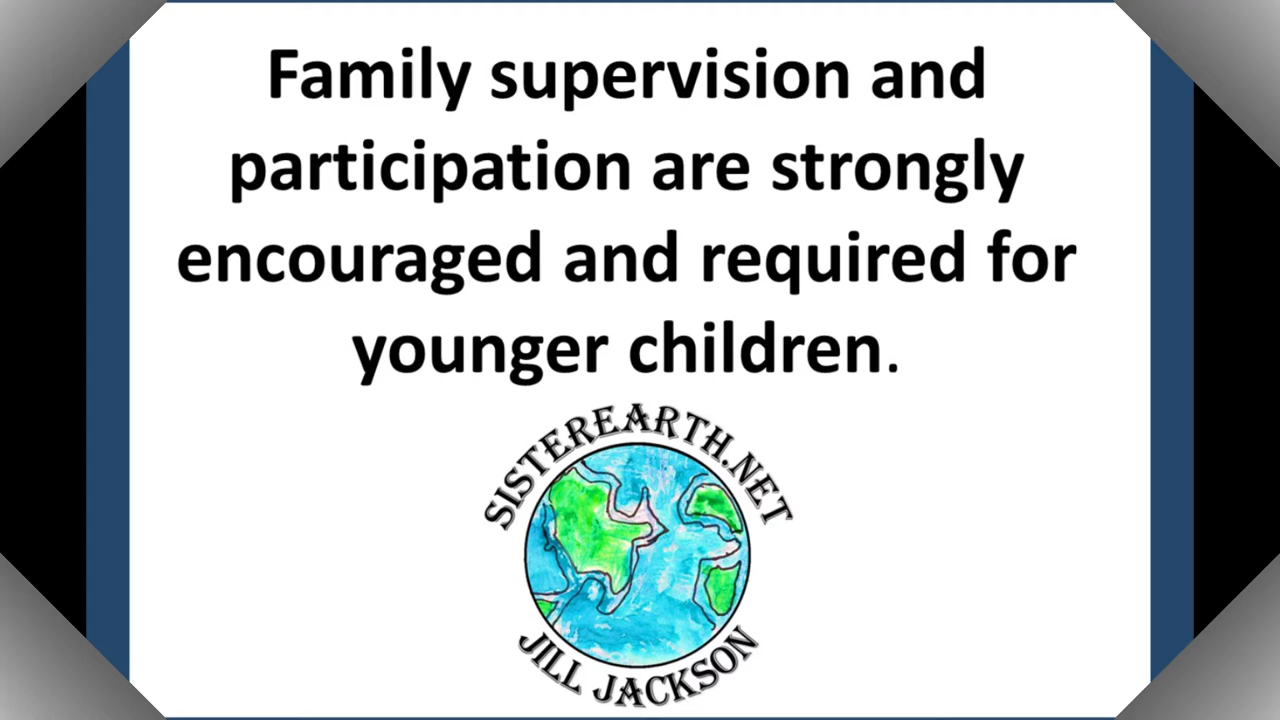 Family supervision and
participation are strongly
encouraged and required for
younger children.
SISTEREARTH.NET
JILL JACKSON